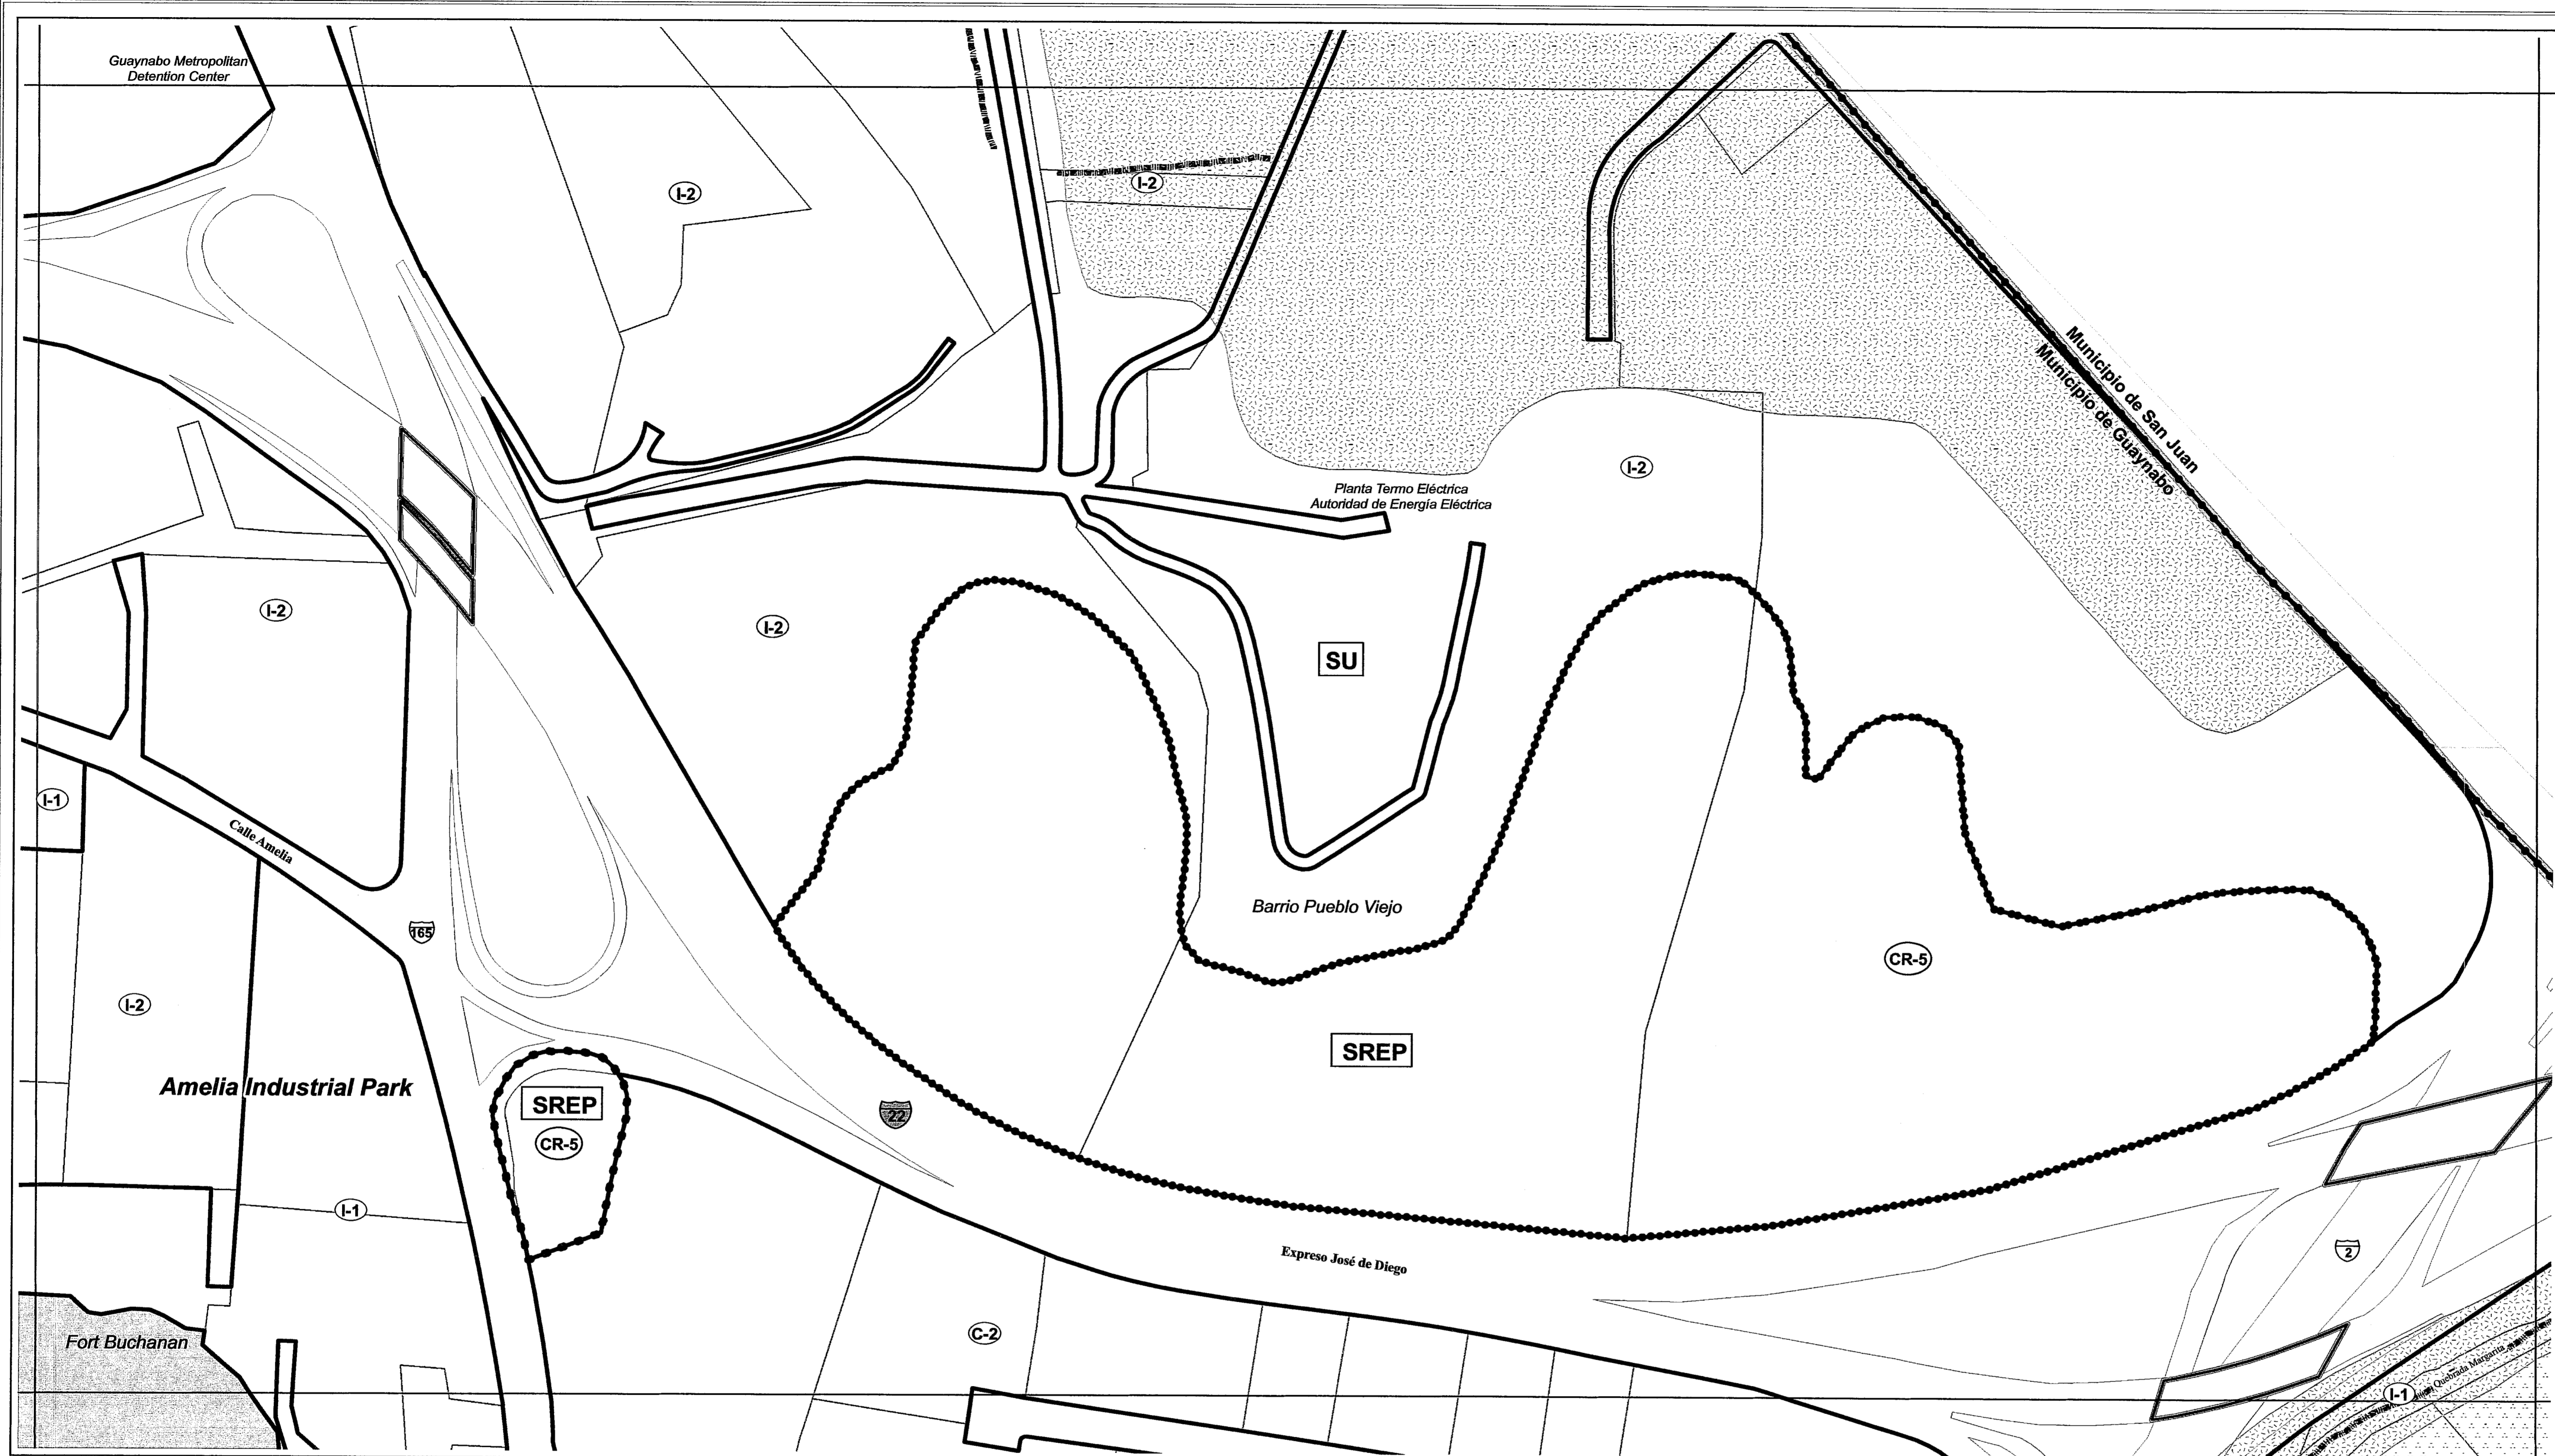 Guaynabo Metropolitan
Detention Center
I-2
I-2
Municipio de San Juan
Municipio de Guaynabo
I-2
Planta Termo Eléctrica
Autoridad de Energía Eléctrica
I-2
I-2
SU
I-1
Calle Amelia
Barrio Pueblo Viejo
165
CR-5
I-2
SREP
Amelia Industrial Park
SREP
22
CR-5
I-1
Expreso José de Diego
2
C-2
Fort Buchanan
Quebrada Margarita
I-1